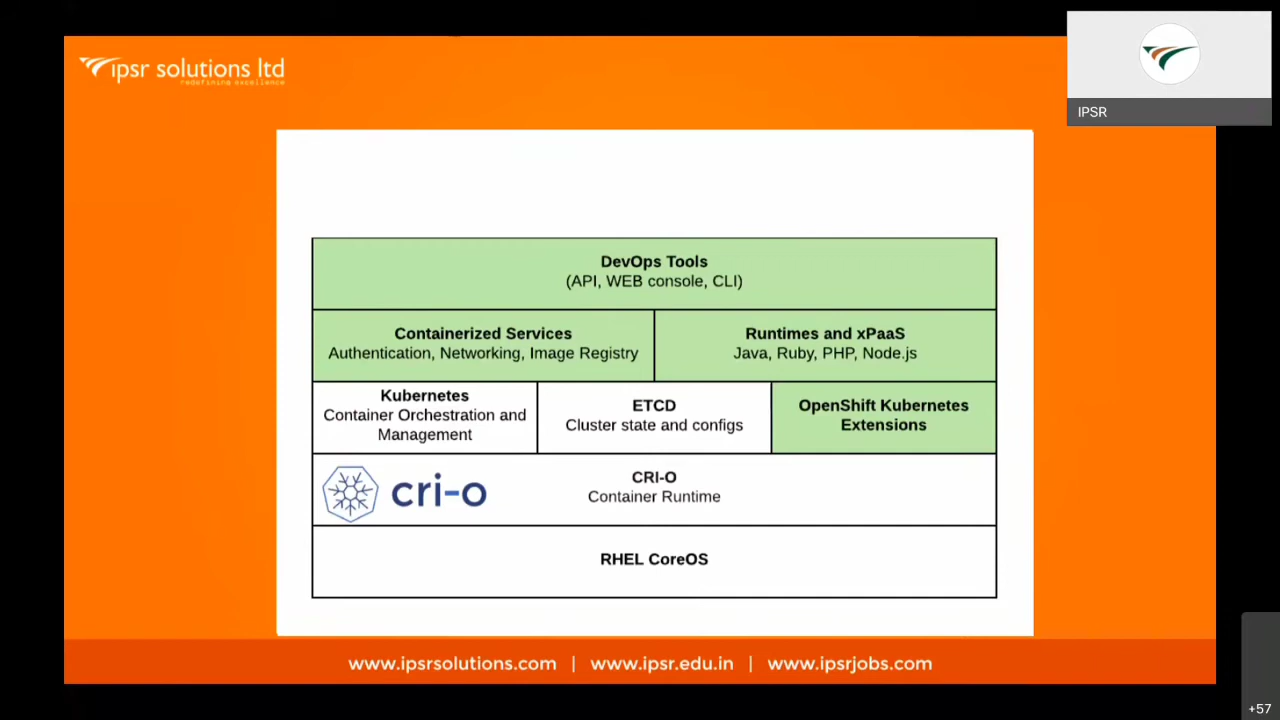 ipsr solutions ltd
redefining excellence
IPSR
DevOps Tools
(API, WEB console, CLI)
Containerized Services
Authentication, Networking, Image Registry
Runtimes and xPaaS
Java, Ruby, PHP, Node.js
Kubernetes
Container Orchestration and
Management
ETCD
Cluster state and configs
OpenShift Kubernetes
Extensions
cri-o
CRI-O
Container Runtime
RHEL CoreOS
www.ipsrsolutions.com | www.ipsr.edu.in | www.ipsrjobs.com
+57